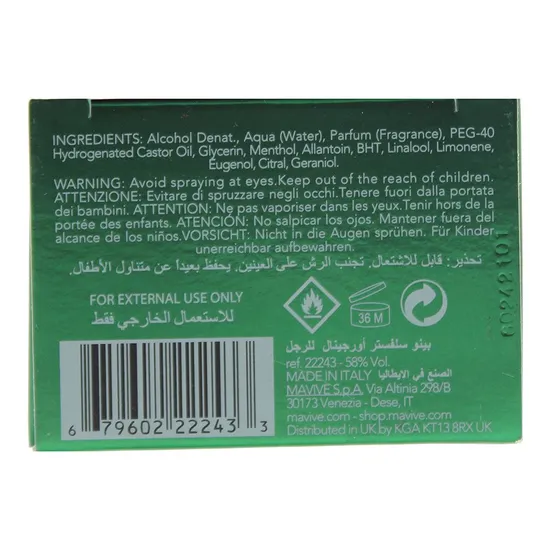 INGREDIENTS: Alcohol Denat., Aqua (Water), Parfum (Fragrance), PEG-40
Hydrogenated Castor Oil, Glycerin, Menthol, Allantoin, BHT, Linalool, Limonene,
Eugenol, Citral, Geraniol.
WARNING: Avoid spraying at eyes.Keep out of the reach of children.
ATTENZIONE: Evitare di spruzzare negli occhi.Tenere fuori dalla portata
dei bambini. ATTENTION: Ne pas vaporiser dans les yeux.Tenir hors de la
portée des enfants. ATENCIÓN: No salpicar los ojos. Mantener fuera del
alcance de los niños.VORSICHT: Nicht in die Augen sprühen. Für Kinder
unerreichbar aufbewahren.
تحذير: قابل للاشتعال, تجنب الرش على العينين. يحفظ بعيداً عن متناول الأطفال.
FOR EXTERNAL USE ONLY
للاستعمال الخارجي فقط
36 M
6 79602 22243 3
بينو سلفستر أورجينال للرجل
ref. 22243 - 58% Vol.
MADE IN ITALY الصنع في الايطاليا
MAVIVE S.p.A. Via Altinia 298/B
30173 Venezia - Dese, IT
mavive.com - shop.mavive.com
Distributed in UK by KGA KT13 8RX UK